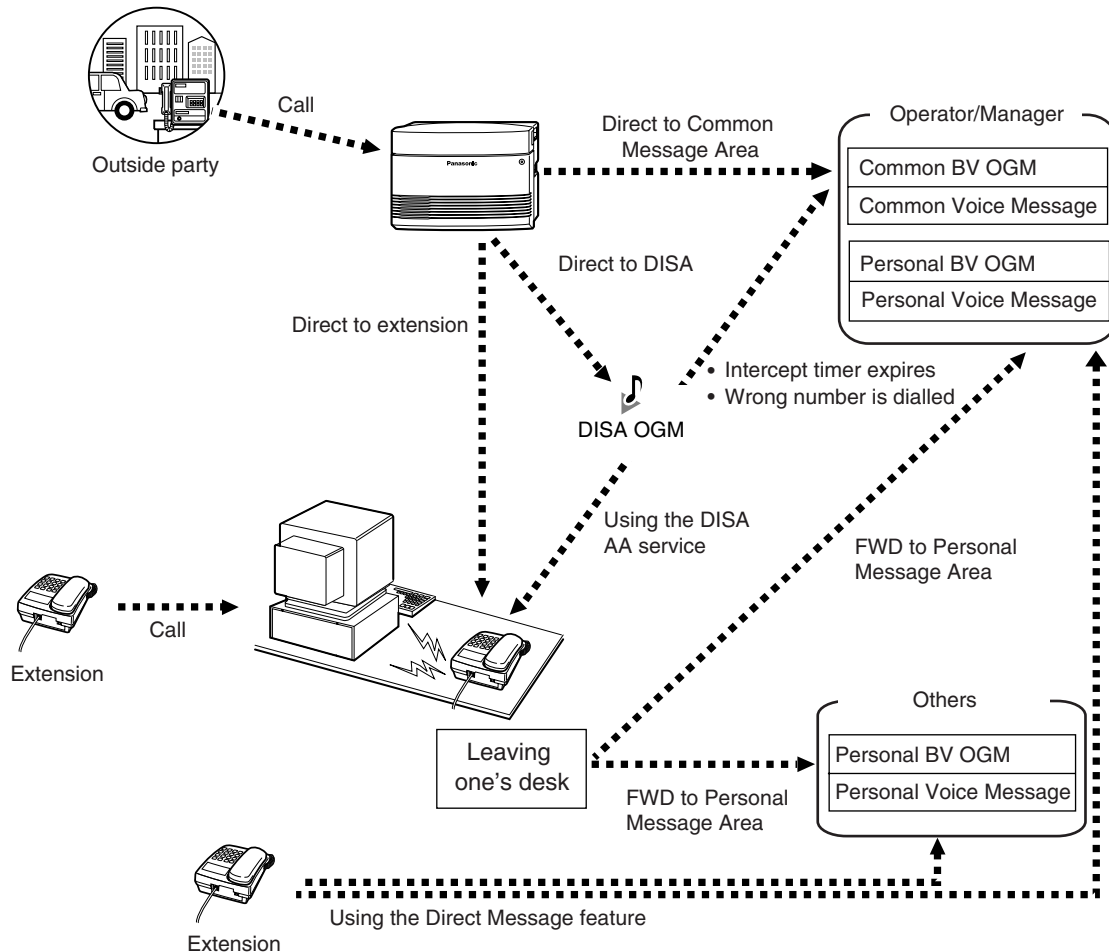 Call
Outside party
Panasonic
Direct to Common
Message Area
Operator/Manager
Common BV OGM
Common Voice Message
Personal BV OGM
Personal Voice Message
Direct to DISA
Direct to extension
• Intercept timer expires
• Wrong number is dialled
DISA OGM
Using the DISA
AA service
FWD to Personal
Message Area
Call
Extension
Leaving
one's desk
FWD to Personal
Message Area
Others
Personal BV OGM
Personal Voice Message
Using the Direct Message feature
Extension